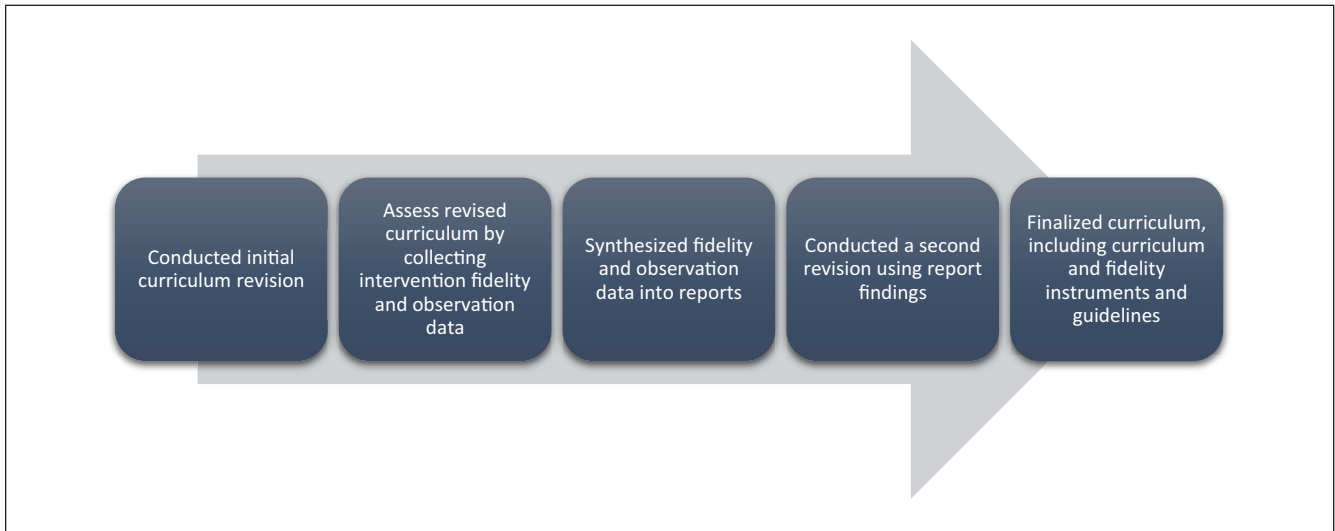 Conducted initial
curriculum revision
Assess revised
curriculum by
collecting
intervention fidelity
and observation
data
Synthesized fidelity
and observation
data into reports
Conducted a second
revision using report
findings
Finalized curriculum,
including curriculum
and fidelity
instruments and
guidelines